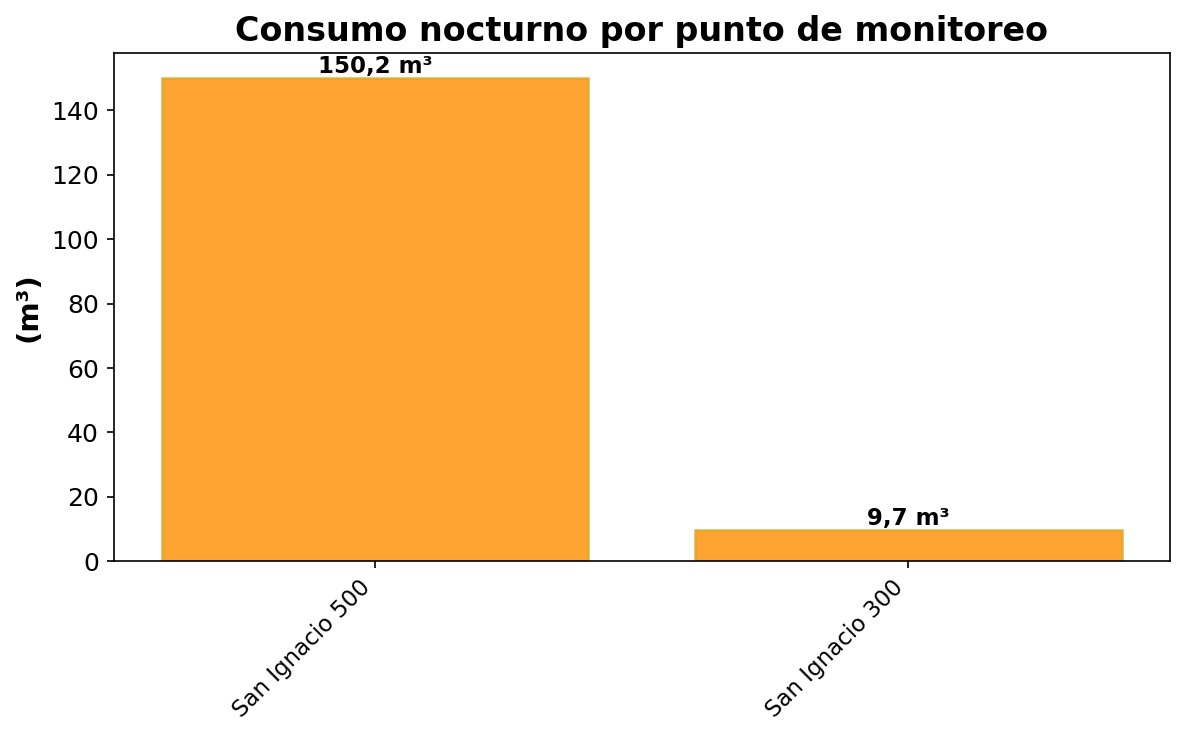 Consumo nocturno por punto de monitoreo
150,2 m³
140
120
100
80
60
40
20
0
(m³)
9,7 m³
San Ignacio 500
San Ignacio 300